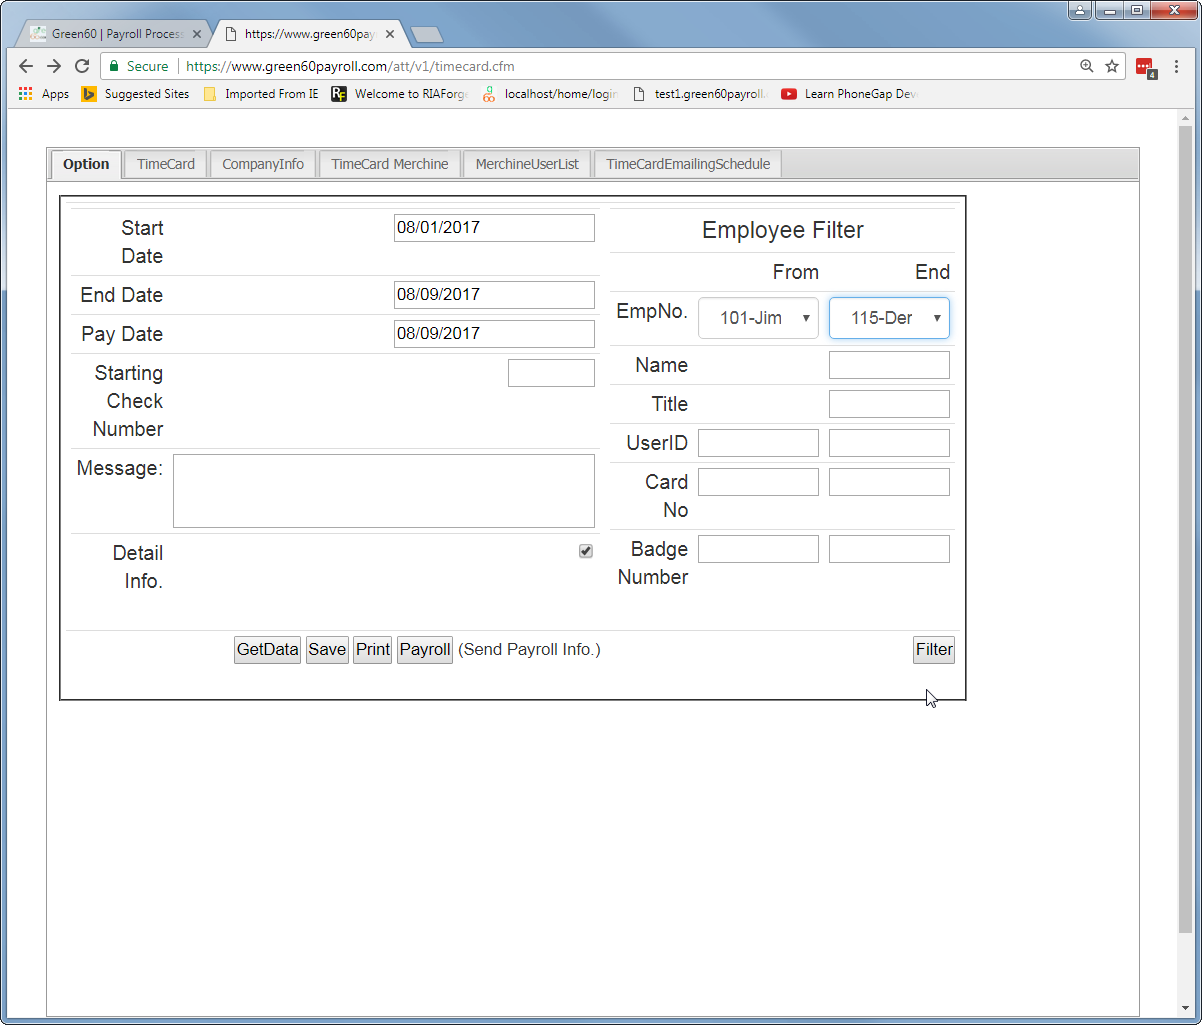 Green60 | Payroll Process
https://www.green60pay
Secure
https://www.green60payroll.com/att/v1/timecard.cfm
4
Apps
Suggested Sites
Imported From IE
Welcome to RIAForge
localhost/home/login
test1.green60payroll.
Learn PhoneGap Dev
Option
TimeCard
CompanyInfo
TimeCard Merchine
MerchineUserList
TimeCardEmailingSchedule
Start
Date
08/01/2017
End Date
08/09/2017
Pay Date
08/09/2017
Starting
Check
Number
Message:
Detail
Info.
Employee Filter
From End
EmpNo.
101-Jim
115-Der
Name
Title
UserID
Card
No
Badge
Number
GetData
Save
Print
Payroll
(Send Payroll Info.)
Filter